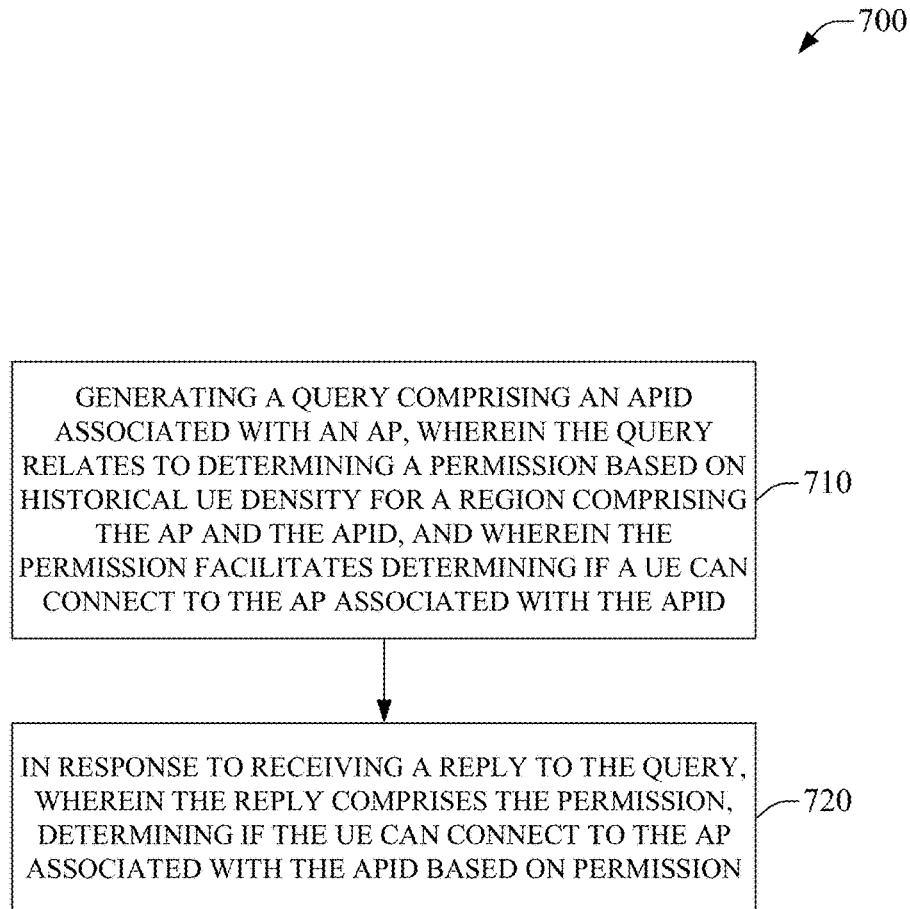 700
GENERATING A QUERY COMPRISING AN APID
ASSOCIATED WITH AN AP, WHEREIN THE QUERY
RELATES TO DETERMINING A PERMISSION BASED ON
HISTORICAL UE DENSITY FOR A REGION COMPRISING
THE AP AND THE APID, AND WHEREIN THE
PERMISSION FACILITATES DETERMINING IF A UE CAN
CONNECT TO THE AP ASSOCIATED WITH THE APID
710
IN RESPONSE TO RECEIVING A REPLY TO THE QUERY,
WHEREIN THE REPLY COMPRISES THE PERMISSION,
DETERMINING IF THE UE CAN CONNECT TO THE AP
ASSOCIATED WITH THE APID BASED ON PERMISSION
720